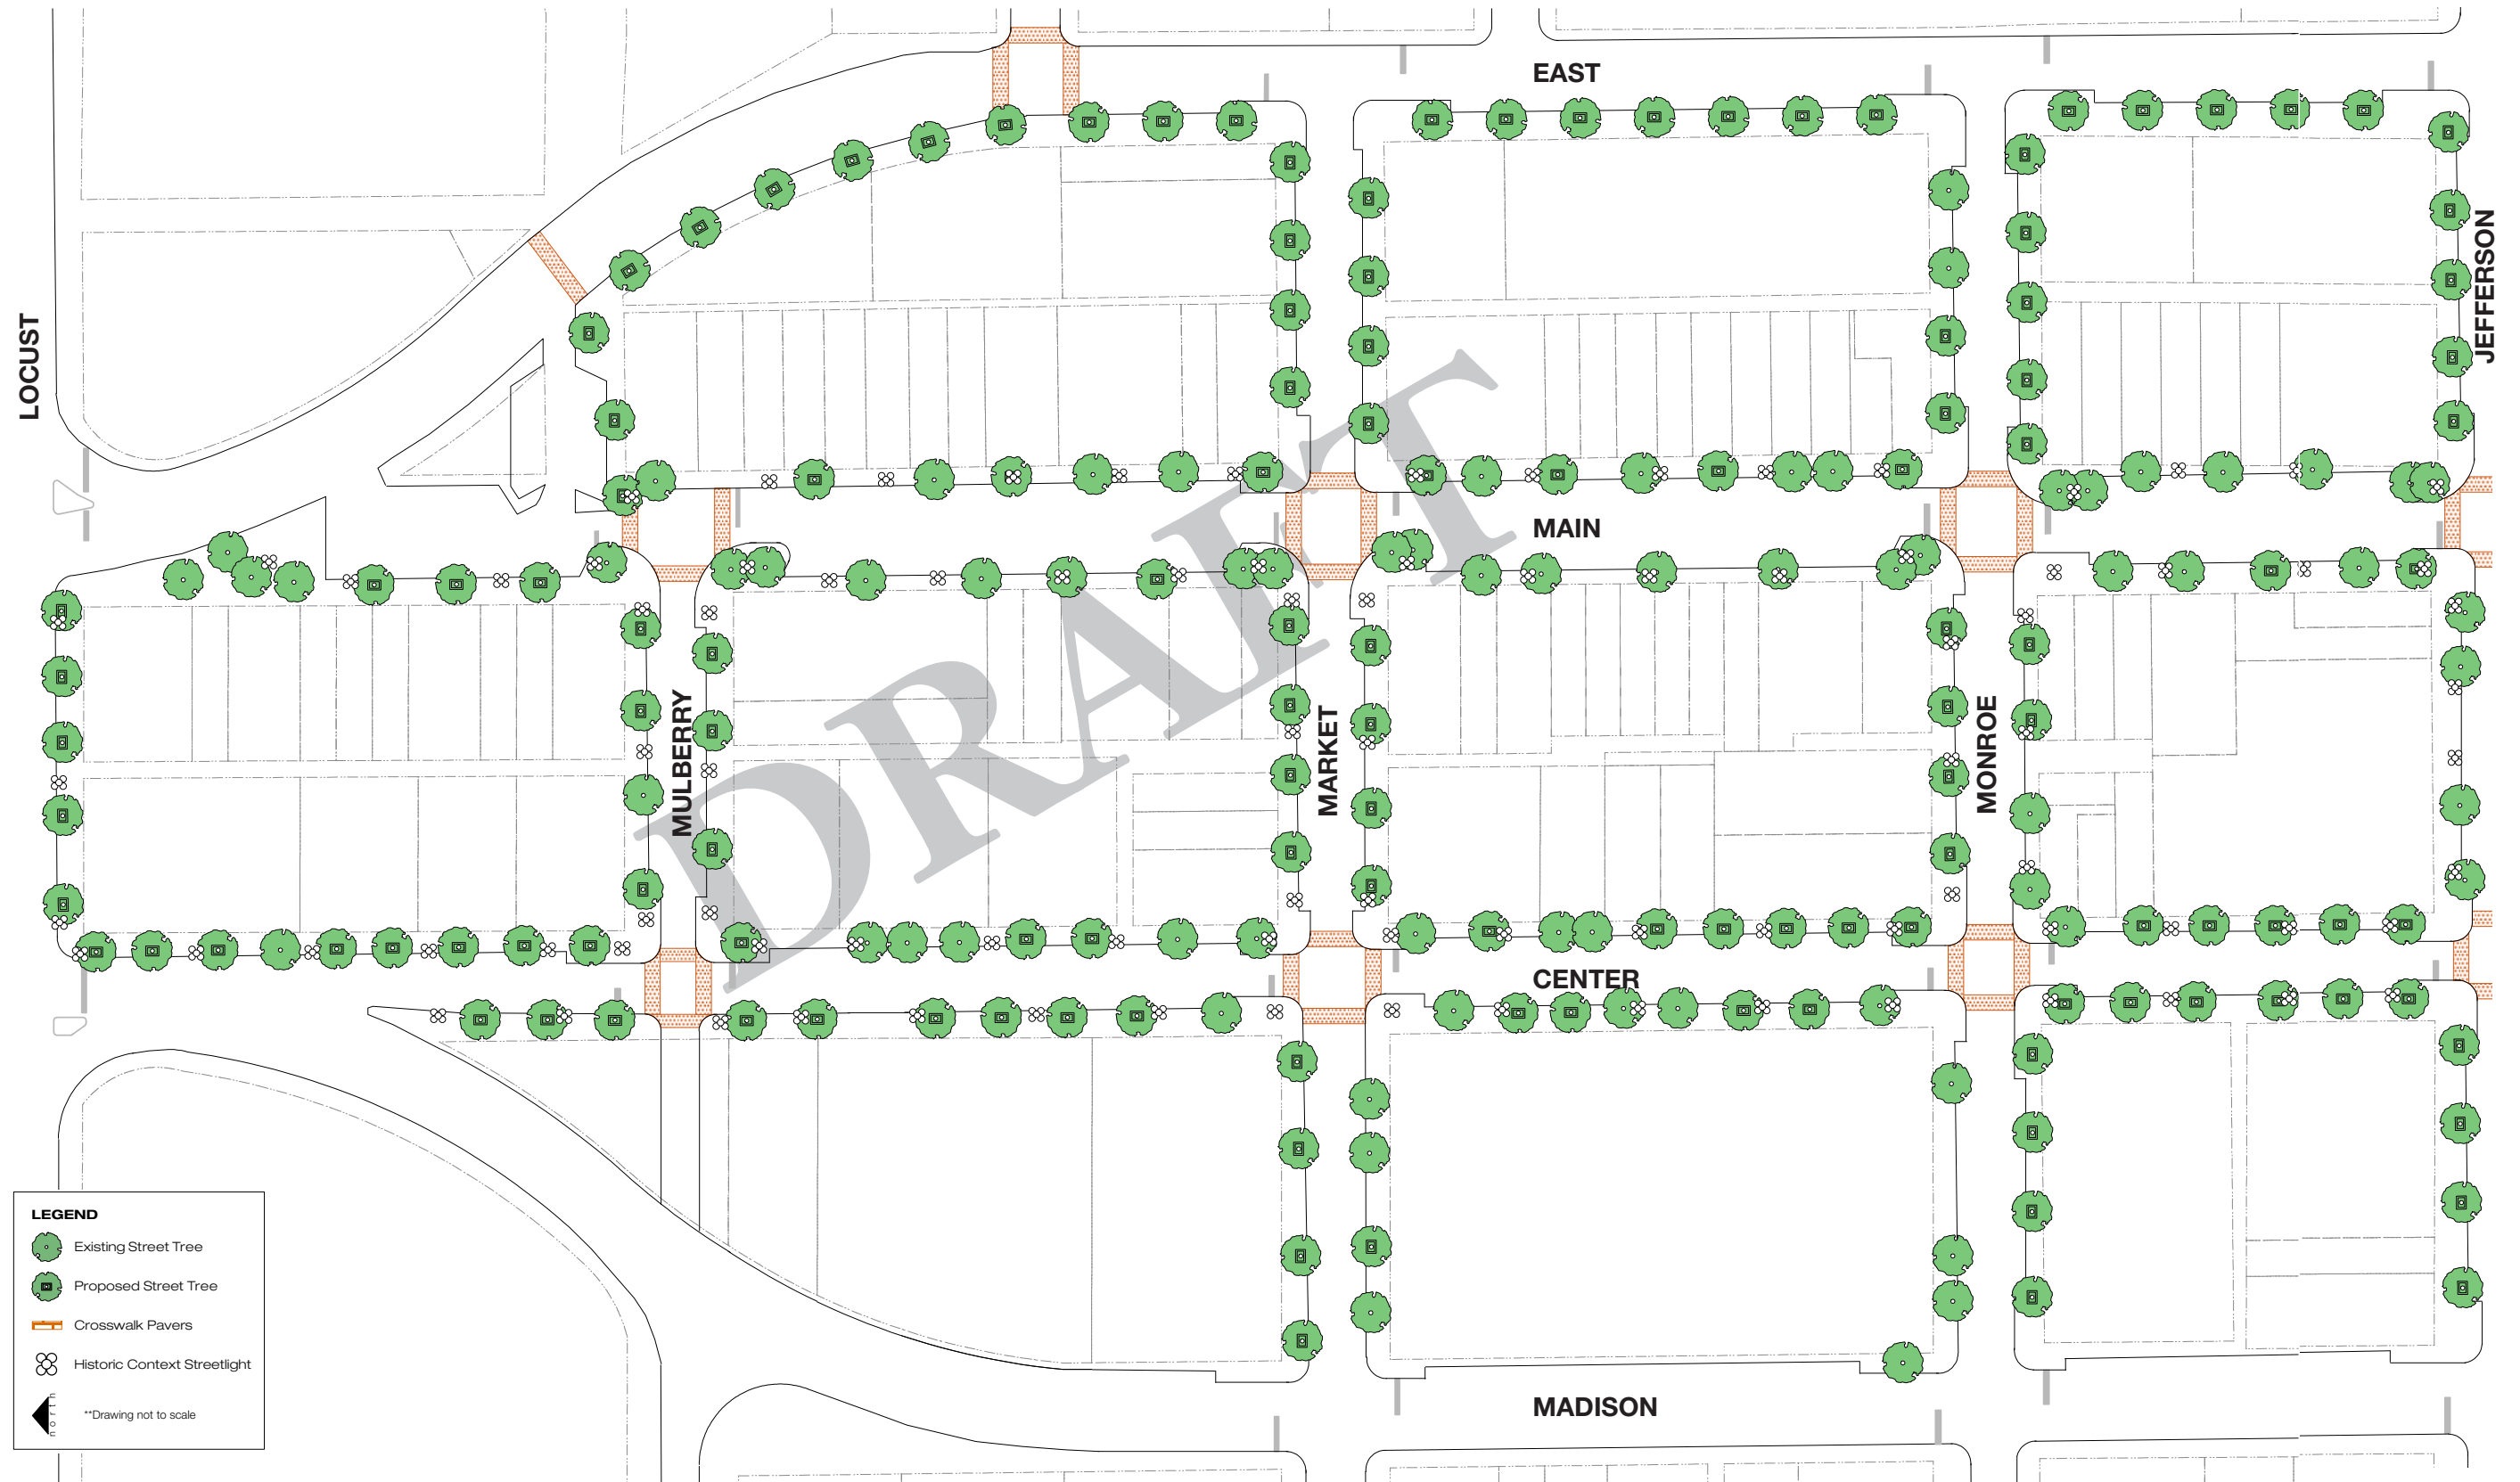 EAST
JEFFERSON
LOCUST
MAIN
MULBERRY
MARKET
MONROE
DRAFT
CENTER
MADISON
LEGEND
Existing Street Tree
Proposed Street Tree
Crosswalk Pavers
Historic Context Streetlight
north
**Drawing not to scale